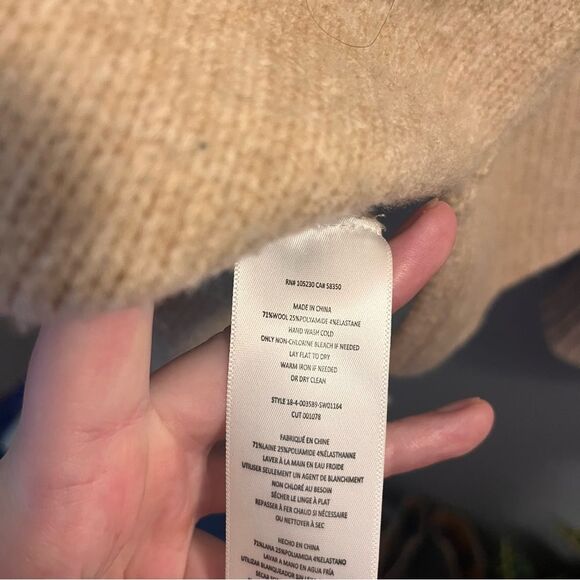 RN# 105230 CA# 58350
MADE IN CHINA
71%WOOL 25%POLYAMIDE 4%ELASTANE
HAND WASH COLD
ONLY NON-CHLORINE BLEACH IF NEEDED
LAY FLAT TO DRY
WARM IRON IF NEEDED
OR DRY CLEAN
STYLE 18-4-003589-SW01164
CUT 001078
FABRIQUÉ EN CHINE
71%LAINE 25%POLYAMIDE 4%ÉLASTHANNE
LAVER À LA MAIN EN EAU FROIDE
UTILISER SEULEMENT UN AGENT DE BLANCHIMENT
NON CHLORÉ AU BESOIN
SÉCHER LE LINGE À PLAT
REPASSER À FER CHAUD SI NÉCESSAIRE
OU NETTOYER À SEC
HECHO EN CHINA
71%LANA 25%POLIAMIDA 4%ELASTANO
LAVAR A MANO EN AGUA FRÍA
UTILIZAR BLANQUEADOR SIN